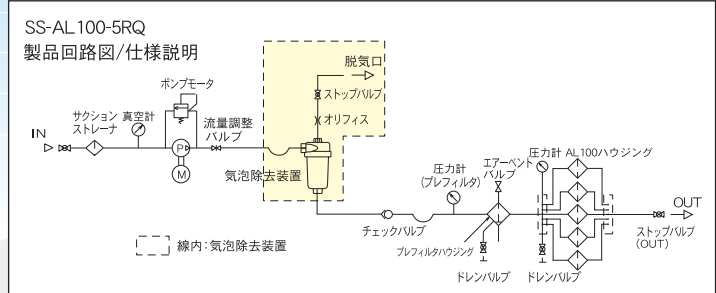 SS-AL100-5RQ
製品回路図/仕様説明
脱気口
ポンプモータ
ストップバルブ
サクション
ストレーナ
真空計
流量調整
バルブ
オリフィス
IN
P
M
気泡除去装置
圧力計
(プレフィルタ)
エアーベント
バルブ
圧力計
AL100ハウジング
OUT
チェックバルブ
ストップバルブ
(OUT)
線内:気泡除去装置
プレフィルタハウジング
ドレンバルブ
ドレンバルブ